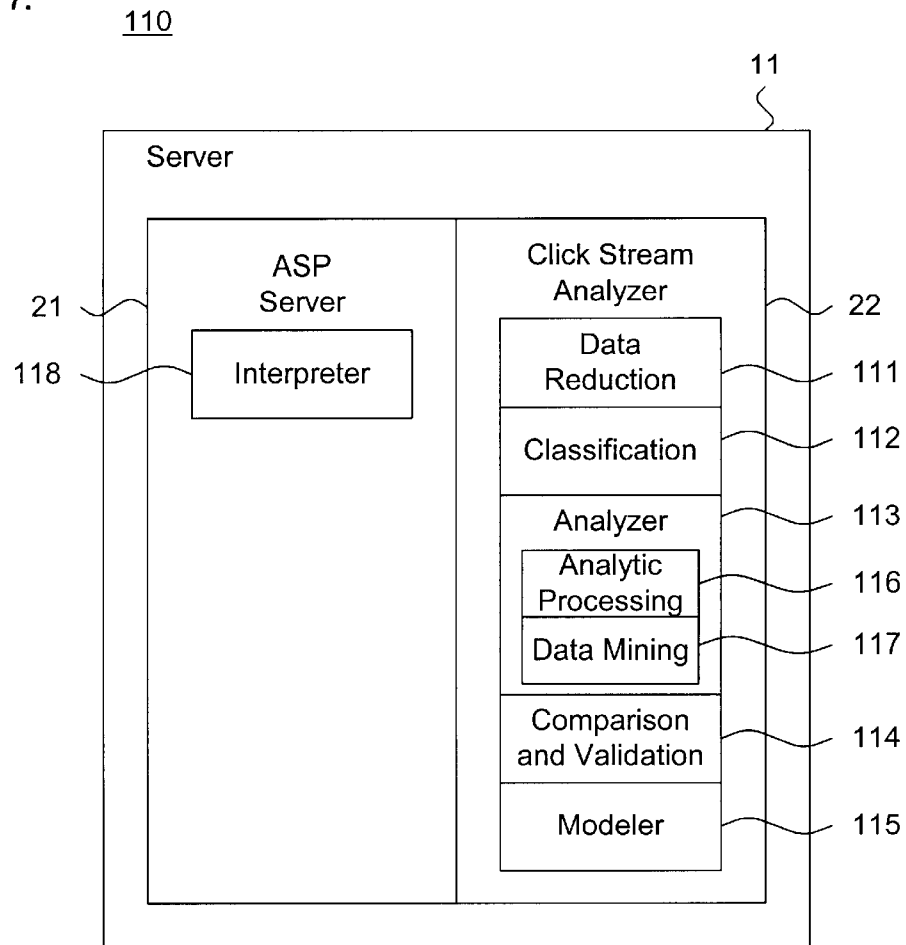 7.
110
11
Server
ASP
Server
Click Stream
Analyzer
21
22
118
Interpreter
Data
Reduction
111
Classification
112
Analyzer
113
Analytic
Processing
116
Data Mining
117
Comparison
and Validation
114
Modeler
115